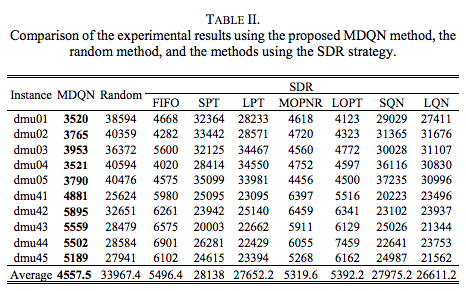 TABLE II.
Comparison of the experimental results using the proposed MDQN method, the
random method, and the methods using the SDR strategy.
Instance MDQN Random SDR
FIFO SPT LPT MOPNR LOPT SQN LQN
dmu01 3520 38594 4668 32364 28233 4618 4123 29029 27411
dmu02 3765 40359 4282 33442 28571 4720 4323 31365 31676
dmu03 3953 36372 5600 32125 34467 4560 4772 30028 31107
dmu04 3521 40594 4020 28414 34550 4752 4597 36116 30830
dmu05 3790 40476 4575 35099 33981 4456 4500 37235 30996
dmu41 4881 25624 5980 25095 23095 6397 5516 20223 23496
dmu42 5895 32651 6261 23942 25140 6459 6341 23102 23937
dmu43 5559 28479 6575 20003 22662 5911 6129 25026 21344
dmu44 5502 28584 6901 26281 22429 6055 7459 22641 23753
dmu45 5189 27941 6102 24615 23394 5268 6162 24987 21562
Average 4557.5 33967.4 5496.4 28138 27652.2 5319.6 5392.2 27975.2 26611.2